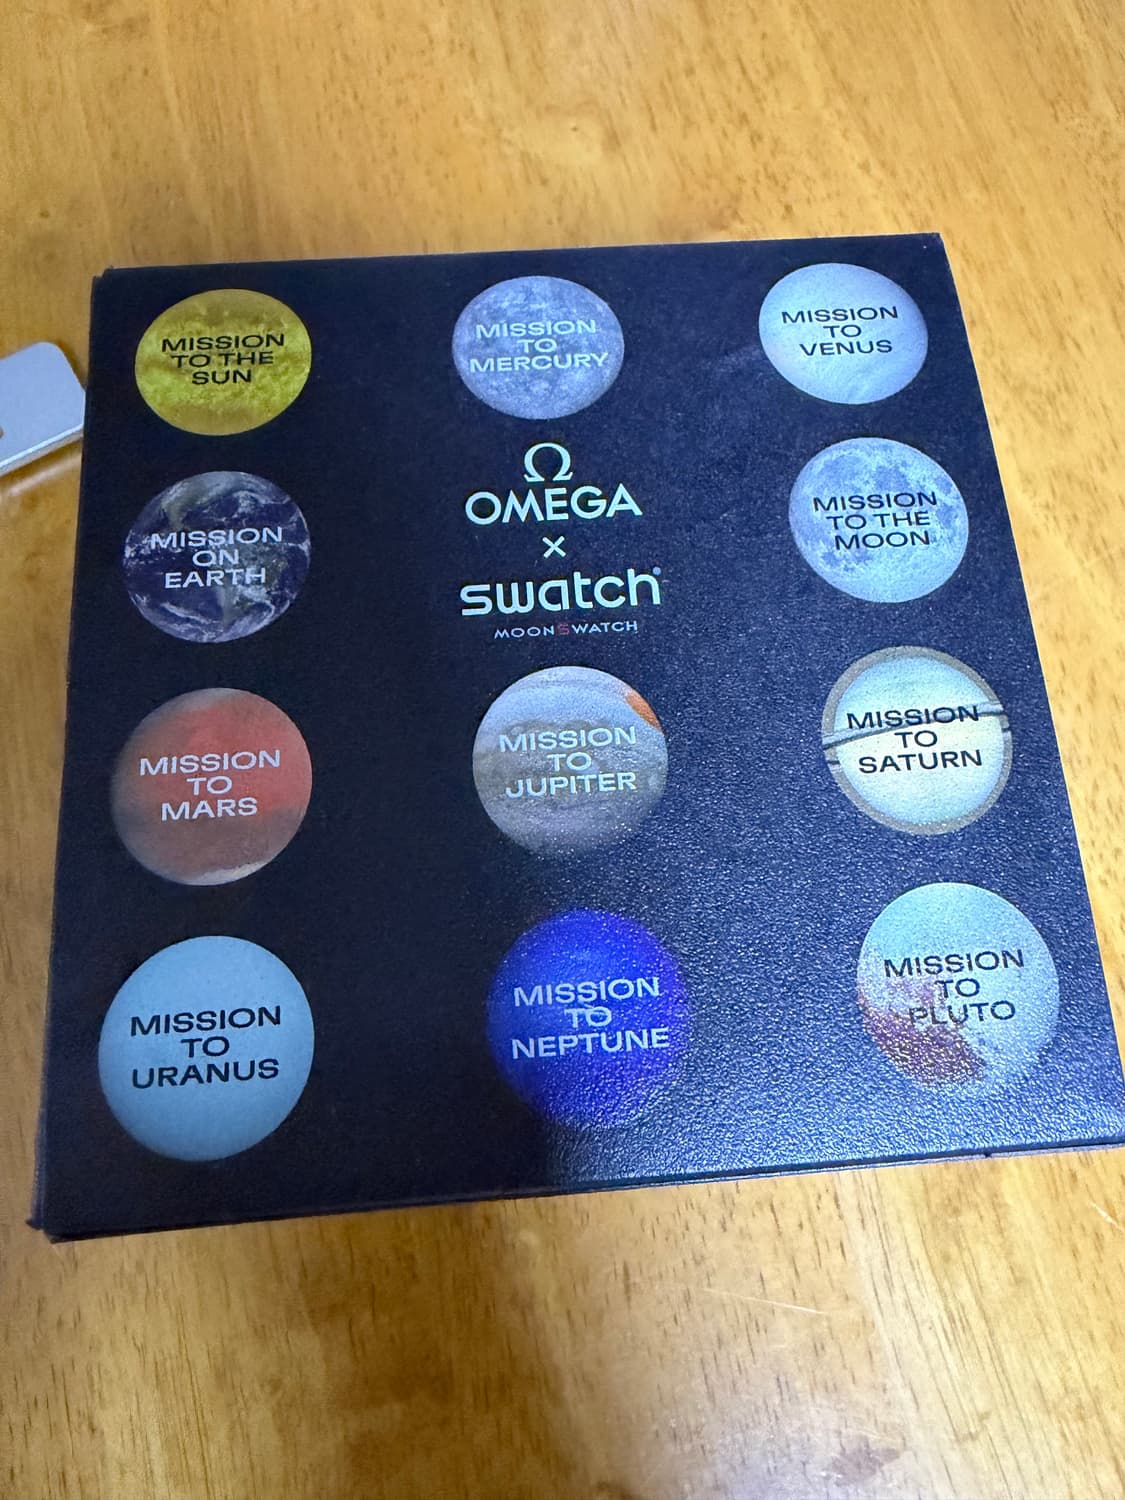 MISSION
TO THE
SUN
MISSION
TO
MERCURY
MISSION
TO
VENUS
Ω
OMEGA
×
swatch
MOONSWATCH
MISSION
ON
EARTH
MISSION
TO THE
MOON
MISSION
TO
MARS
MISSION
TO
JUPITER
MISSION
TO
SATURN
MISSION
TO
URANUS
MISSION
TO
NEPTUNE
MISSION
TO
PLUTO